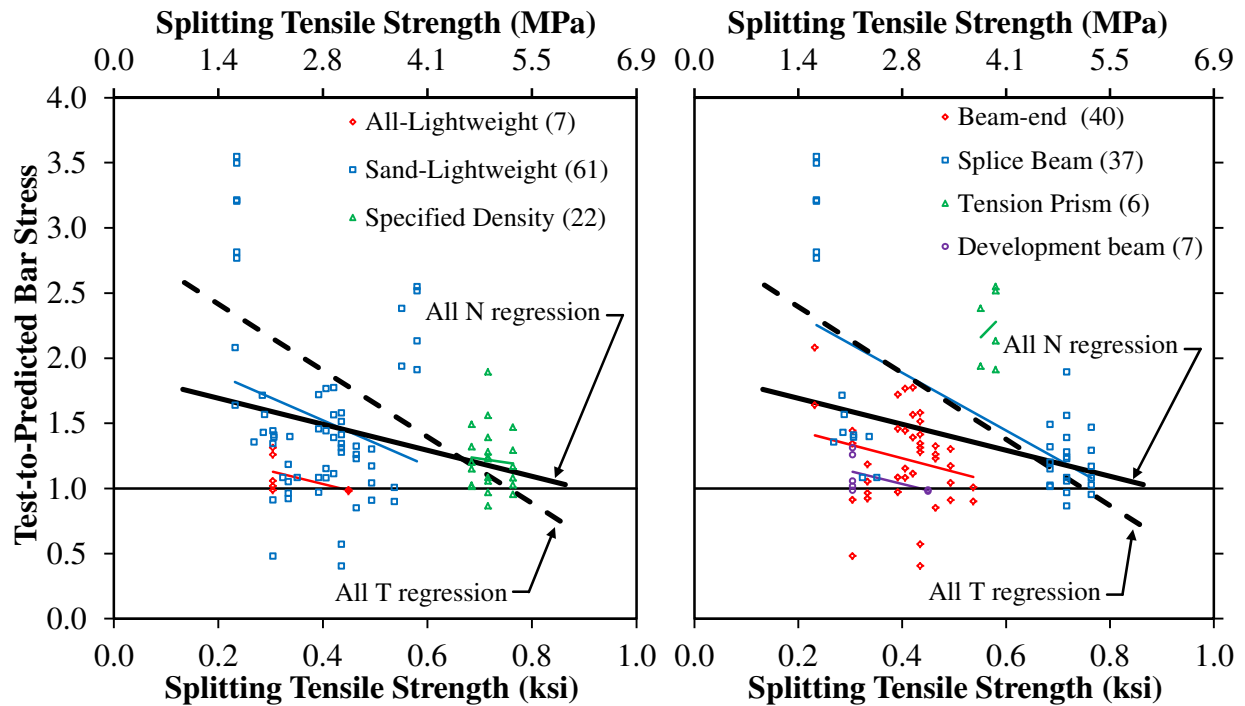 Splitting Tensile Strength (MPa)
0.0 1.4 2.8 4.1 5.5 6.9
4.0
3.5
3.0
2.5
2.0
1.5
1.0
0.5
0.0
Test-to-Predicted Bar Stress
All-Lightweight (7)
Sand-Lightweight (61)
Specified Density (22)
All N regression
All T regression
0.0 0.2 0.4 0.6 0.8 1.0
Splitting Tensile Strength (ksi)
Splitting Tensile Strength (MPa)
0.0 1.4 2.8 4.1 5.5 6.9
Beam-end (40)
Splice Beam (37)
Tension Prism (6)
Development beam (7)
All N regression
All T regression
0.0 0.2 0.4 0.6 0.8 1.0
Splitting Tensile Strength (ksi)